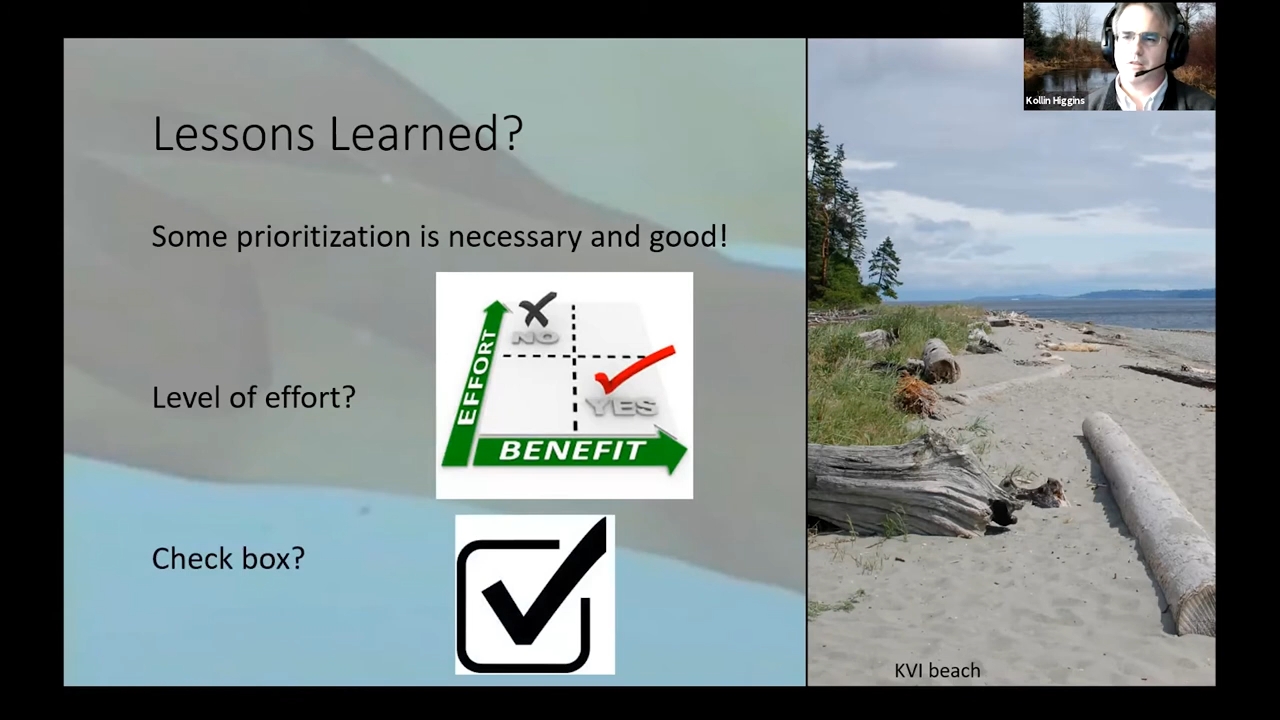 Kollin Higgins
Lessons Learned?
Some prioritization is necessary and good!
NO
EFFORT
Level of effort?
YES
BENEFIT
Check box?
KVI beach